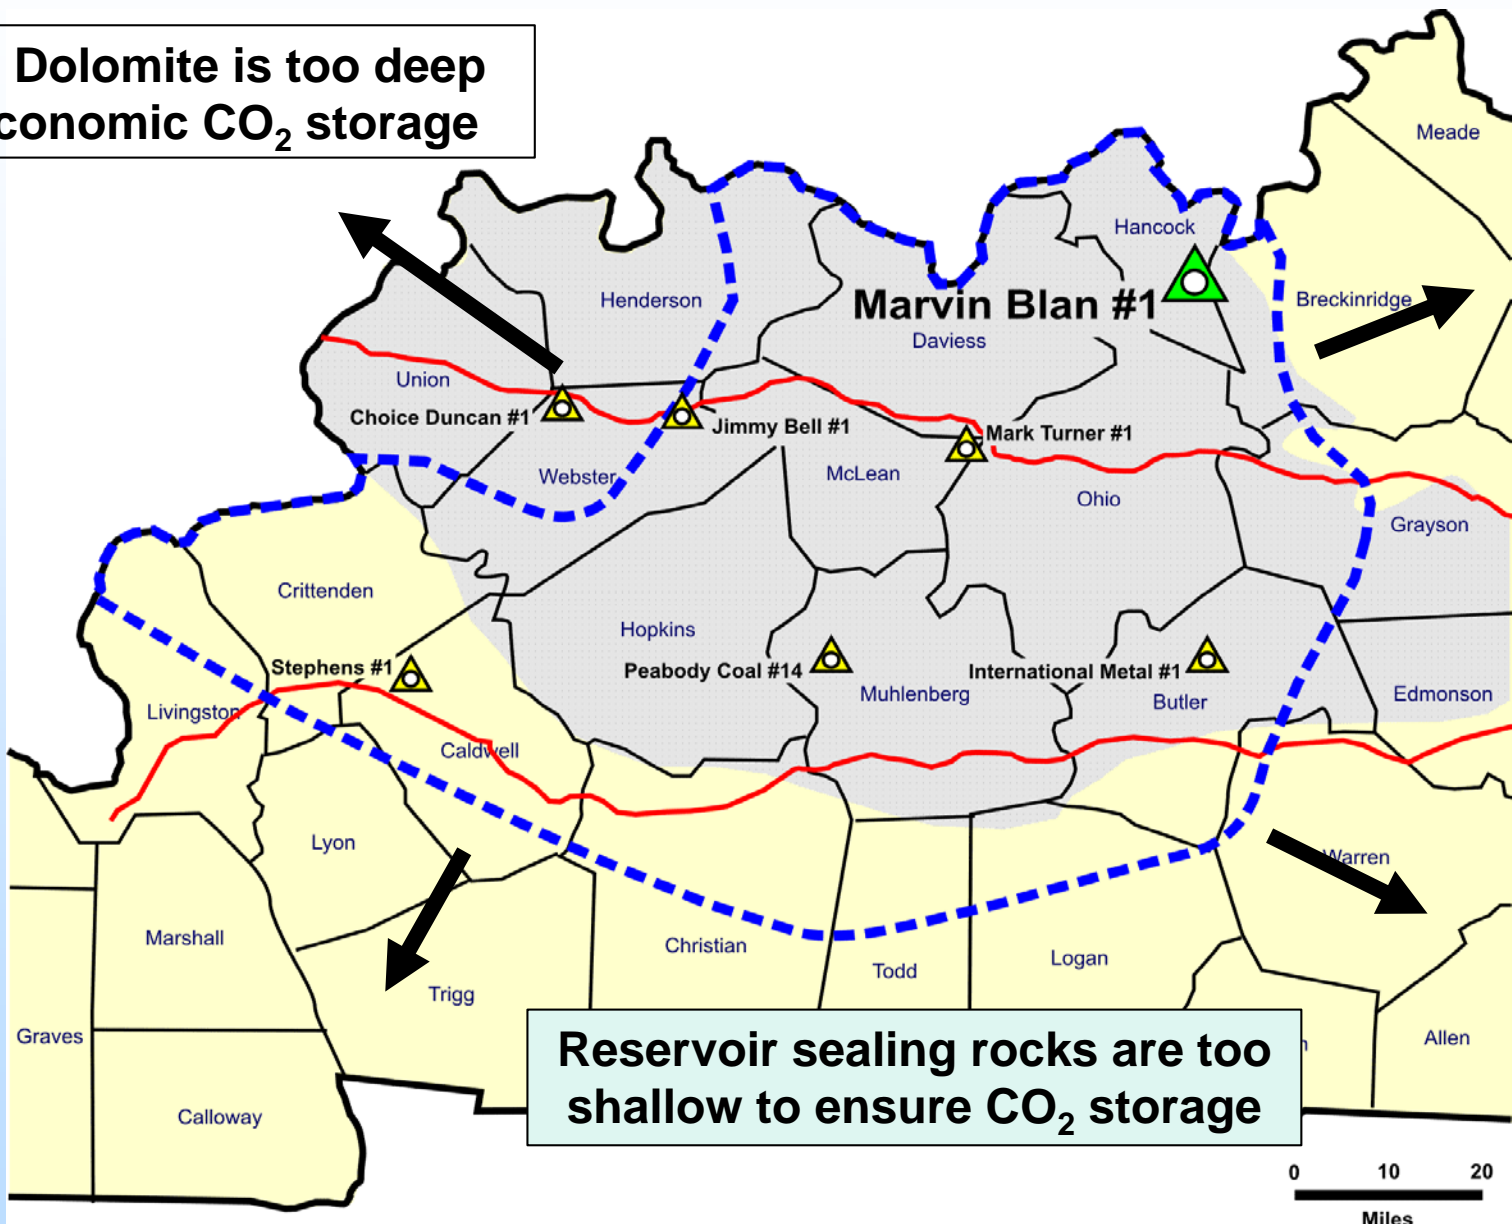 Dolomite is too deep
conomic CO₂ storage
Meade
Hancock
Henderson
Breckinridge
Marvin Blan #1
Daviess
Union
Choice Duncan #1
Jimmy Bell #1
Mark Turner #1
Webster
McLean
Ohio
Grayson
Crittenden
Hopkins
Stephens #1
Peabody Coal #14
International Metal #1
Livingston
Muhlenberg
Butler
Edmonson
Caldwell
Lyon
Warren
Marshall
Christian
Todd
Logan
Trigg
Graves
Reservoir sealing rocks are too
shallow to ensure CO₂ storage
Allen
Calloway
0 10 20
Miles